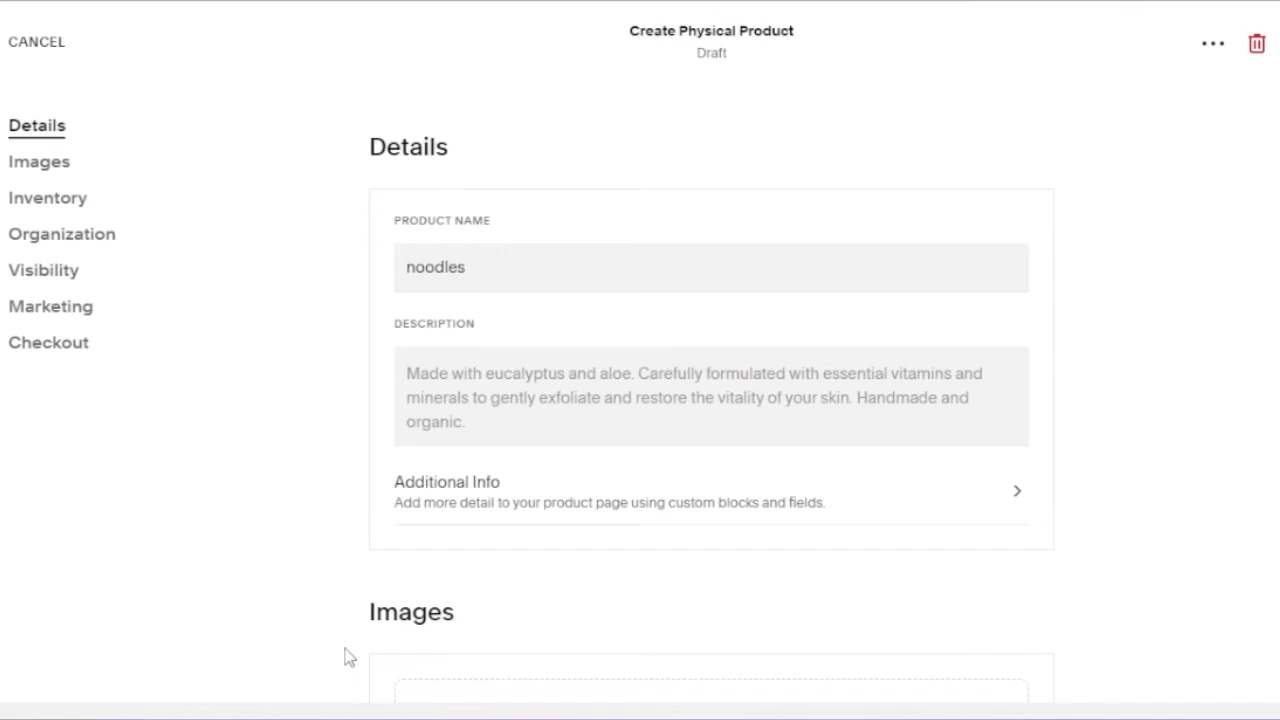 CANCEL
Create Physical Product
Draft
Details
Images
Inventory
Organization
Visibility
Marketing
Checkout
Details
PRODUCT NAME
noodles
DESCRIPTION
Made with eucalyptus and aloe. Carefully formulated with essential vitamins and
minerals to gently exfoliate and restore the vitality of your skin. Handmade and
organic.
Additional Info
Add more detail to your product page using custom blocks and fields.
Images